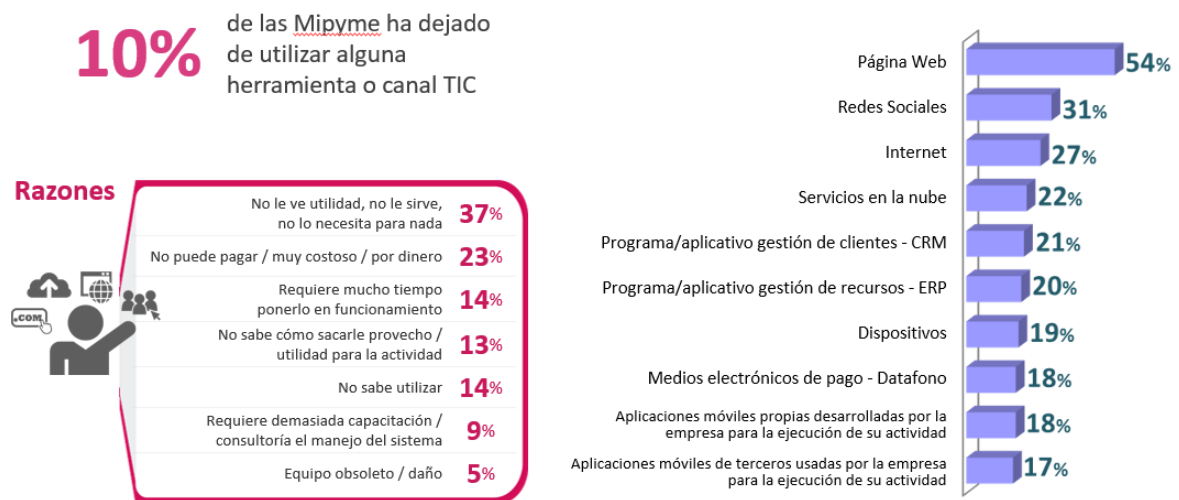 10%
de las Mipyme ha dejado
de utilizar alguna
herramienta o canal TIC
Razones
No le ve utilidad, no le sirve,
no lo necesita para nada
37%
No puede pagar / muy costoso / por dinero
23%
Requiere mucho tiempo
ponerlo en funcionamiento
14%
No sabe cómo sacarle provecho /
utilidad para la actividad
13%
No sabe utilizar
14%
Requiere demasiada capacitación /
consultoría el manejo del sistema
9%
Equipo obsoleto / daño
5%
.COM
Página Web
54%
Redes Sociales
31%
Internet
27%
Servicios en la nube
22%
Programa/aplicativo gestión de clientes - CRM
21%
Programa/aplicativo gestión de recursos - ERP
20%
Dispositivos
19%
Medios electrónicos de pago - Datafono
18%
Aplicaciones móviles propias desarrolladas por la
empresa para la ejecución de su actividad
18%
Aplicaciones móviles de terceros usadas por la empresa
para la ejecución de su actividad
17%